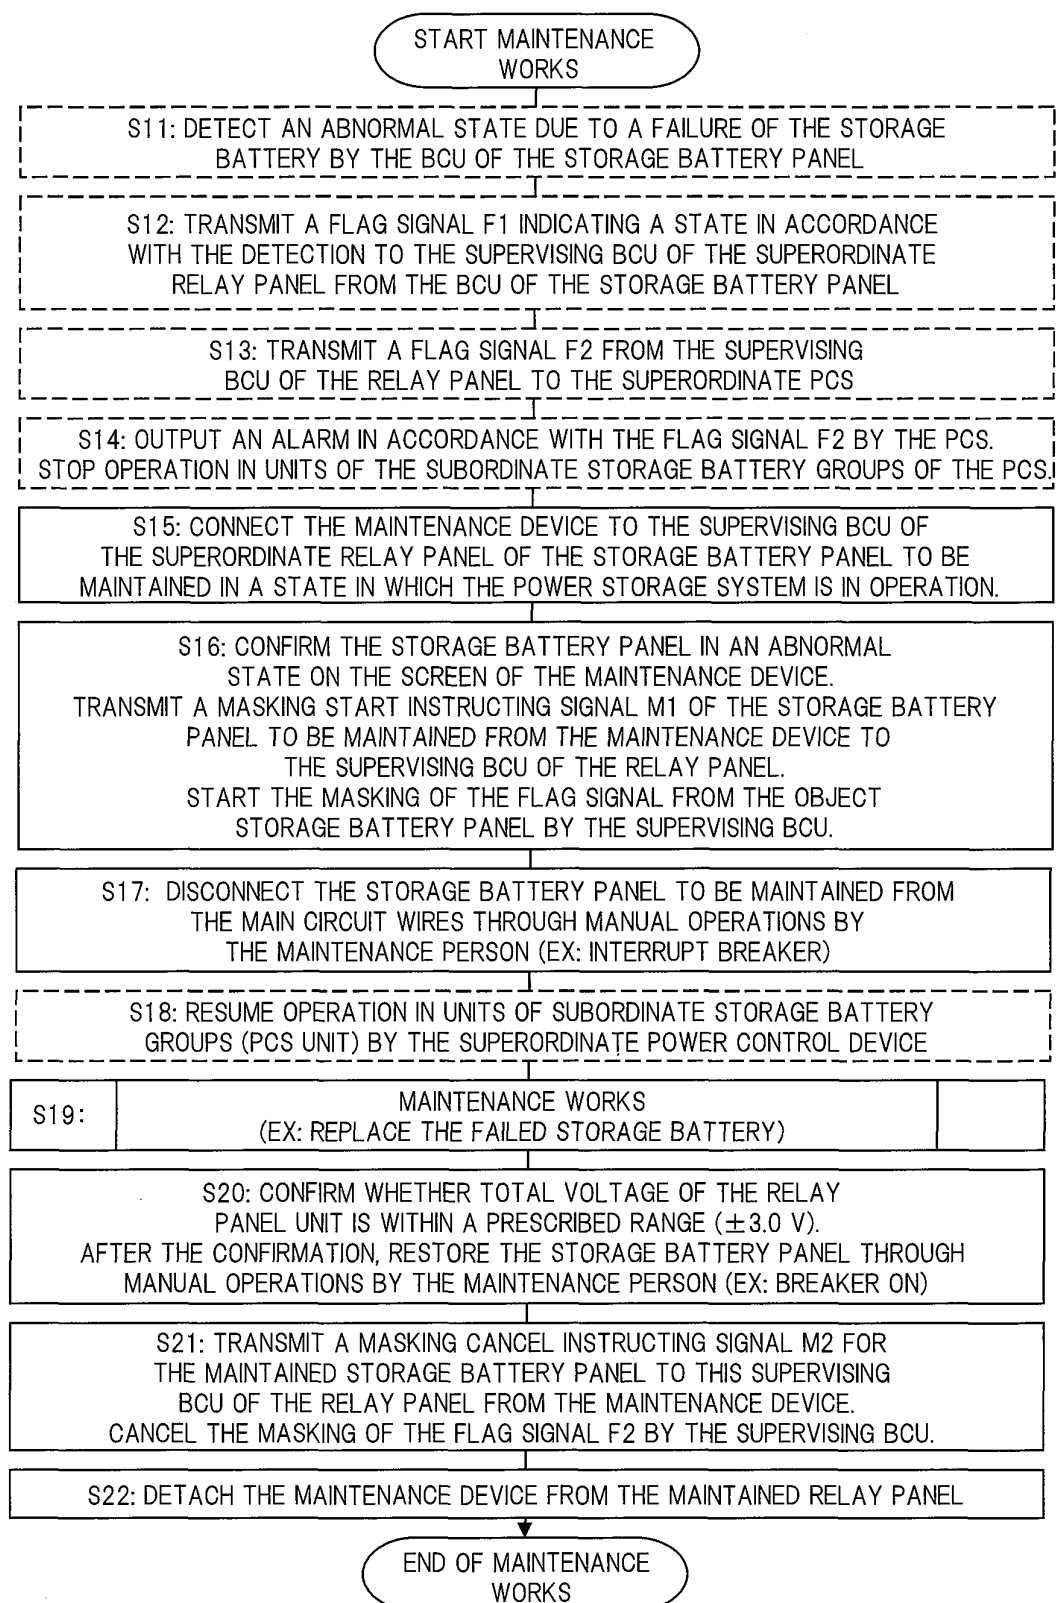 START MAINTENANCE
WORKS
S11: DETECT AN ABNORMAL STATE DUE TO A FAILURE OF THE STORAGE
BATTERY BY THE BCU OF THE STORAGE BATTERY PANEL
S12: TRANSMIT A FLAG SIGNAL F1 INDICATING A STATE IN ACCORDANCE
WITH THE DETECTION TO THE SUPERVISING BCU OF THE SUPERORDINATE
RELAY PANEL FROM THE BCU OF THE STORAGE BATTERY PANEL
S13: TRANSMIT A FLAG SIGNAL F2 FROM THE SUPERVISING
BCU OF THE RELAY PANEL TO THE SUPERORDINATE PCS
S14: OUTPUT AN ALARM IN ACCORDANCE WITH THE FLAG SIGNAL F2 BY THE PCS.
STOP OPERATION IN UNITS OF THE SUBORDINATE STORAGE BATTERY GROUPS OF THE PCS.
S15: CONNECT THE MAINTENANCE DEVICE TO THE SUPERVISING BCU OF
THE SUPERORDINATE RELAY PANEL OF THE STORAGE BATTERY PANEL TO BE
MAINTAINED IN A STATE IN WHICH THE POWER STORAGE SYSTEM IS IN OPERATION.
S16: CONFIRM THE STORAGE BATTERY PANEL IN AN ABNORMAL
STATE ON THE SCREEN OF THE MAINTENANCE DEVICE.
TRANSMIT A MASKING START INSTRUCTING SIGNAL M1 OF THE STORAGE BATTERY
PANEL TO BE MAINTAINED FROM THE MAINTENANCE DEVICE TO
THE SUPERVISING BCU OF THE RELAY PANEL.
START THE MASKING OF THE FLAG SIGNAL FROM THE OBJECT
STORAGE BATTERY PANEL BY THE SUPERVISING BCU.
S17: DISCONNECT THE STORAGE BATTERY PANEL TO BE MAINTAINED FROM
THE MAIN CIRCUIT WIRES THROUGH MANUAL OPERATIONS BY
THE MAINTENANCE PERSON (EX: INTERRUPT BREAKER)
S18: RESUME OPERATION IN UNITS OF SUBORDINATE STORAGE BATTERY
GROUPS (PCS UNIT) BY THE SUPERORDINATE POWER CONTROL DEVICE
S19:
MAINTENANCE WORKS
(EX: REPLACE THE FAILED STORAGE BATTERY)
S20: CONFIRM WHETHER TOTAL VOLTAGE OF THE RELAY
PANEL UNIT IS WITHIN A PRESCRIBED RANGE (±3.0 V).
AFTER THE CONFIRMATION, RESTORE THE STORAGE BATTERY PANEL THROUGH
MANUAL OPERATIONS BY THE MAINTENANCE PERSON (EX: BREAKER ON)
S21: TRANSMIT A MASKING CANCEL INSTRUCTING SIGNAL M2 FOR
THE MAINTAINED STORAGE BATTERY PANEL TO THIS SUPERVISING
BCU OF THE RELAY PANEL FROM THE MAINTENANCE DEVICE.
CANCEL THE MASKING OF THE FLAG SIGNAL F2 BY THE SUPERVISING BCU.
S22: DETACH THE MAINTENANCE DEVICE FROM THE MAINTAINED RELAY PANEL
END OF MAINTENANCE
WORKS